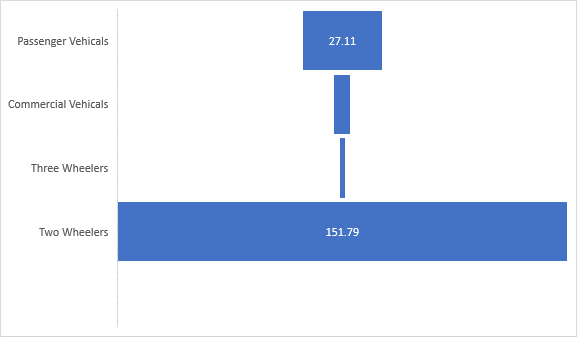 Passenger Vehicals
27.11
Commercial Vehicals
Three Wheelers
Two Wheelers
151.79